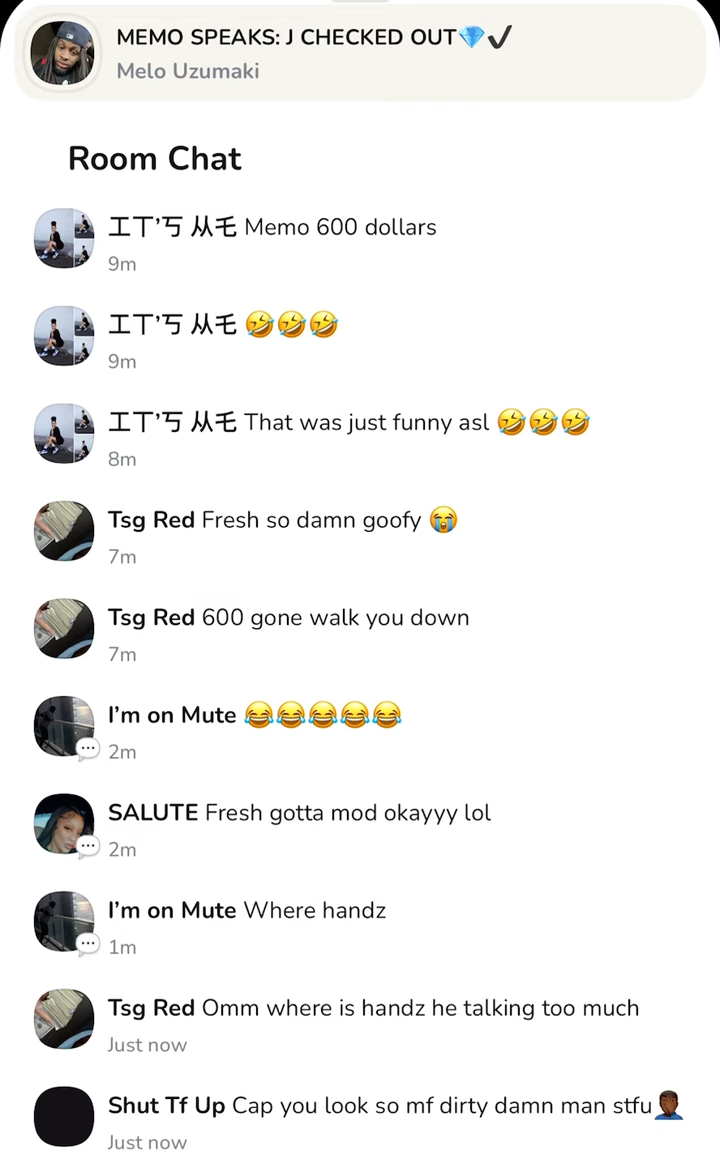 MEMO SPEAKS: J CHECKED OUT💎✔️
Melo Uzumaki
Room Chat
工丅’丂 从乇 Memo 600 dollars
9m
工丅’丂 从乇 🤣🤣🤣
9m
工丅’丂 从乇 That was just funny asl 🤣🤣🤣
8m
Tsg Red Fresh so damn goofy 😭
7m
Tsg Red 600 gone walk you down
7m
I’m on Mute 😂😂😂😂😂
2m
SALUTE Fresh gotta mod okayyy lol
2m
I’m on Mute Where handz
1m
Tsg Red Omm where is handz he talking too much
Just now
Shut Tf Up Cap you look so mf dirty damn man stfu🤦🏿‍♂️
Just now